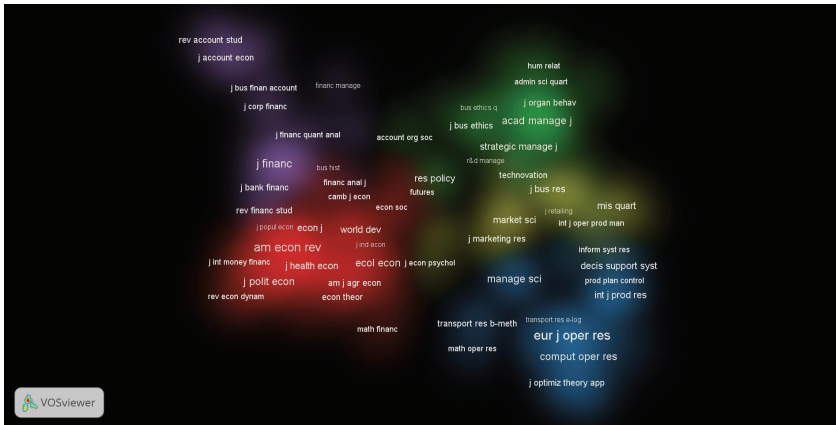 rev account stud
j account econ
hum relat
admin sci quart
j bus finan account
financ manage
j corp financ
bus ethics q
j organ behav
acad manage j
j bus ethics
j financ quant anal
account org soc
strategic manage j
j financ
bus hist
r&d manage
technovation
res policy
financ anal j
j bank financ
camb j econ
futures
j bus res
econ soc
rev financ stud
mis quart
j retailing
market sci
int j oper prod man
j popul econ
econ j
world dev
j marketing res
am econ rev
j ind econ
inform syst res
j int money financ
j health econ
ecol econ
j econ psychol
decis support syst
j polit econ
am j agr econ
manage sci
prod plan control
rev econ dynam
econ theor
int j prod res
math financ
transport res b-meth
transport res e-log
eur j oper res
math oper res
comput oper res
j optimiz theory app
VOSviewer